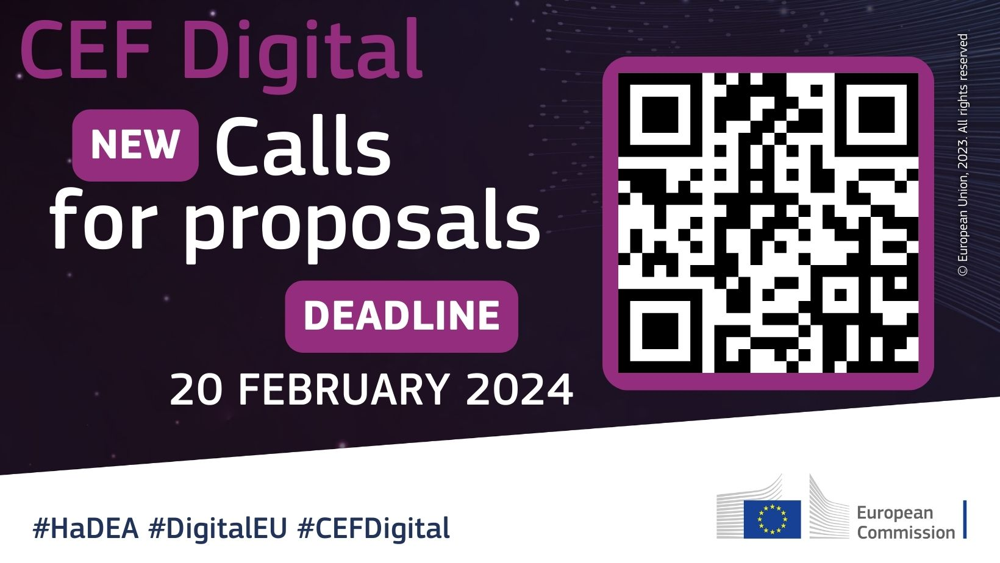 CEF Digital
NEW Calls
for proposals
DEADLINE
20 FEBRUARY 2024
© European Union, 2023. All rights reserved
#HaDEA #DigitalEU #CEFDigital
European
Commission